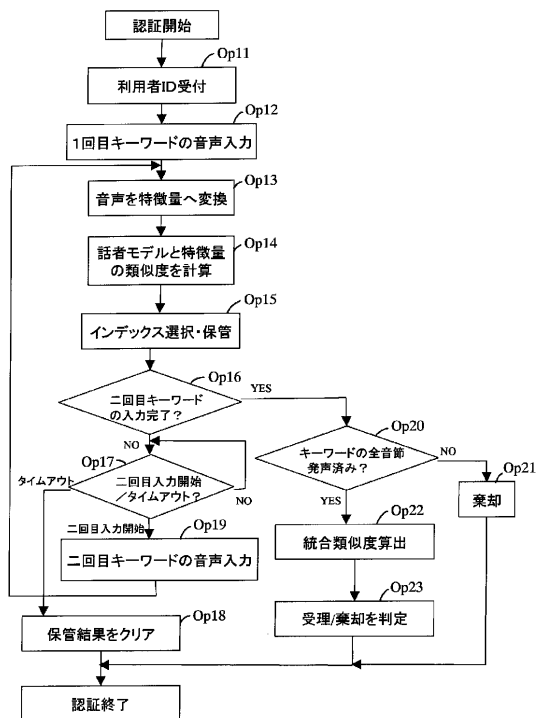 認証開始
Op11
利用者ID受付
Op12
1回目キーワードの音声入力
Op13
音声を特徴量へ変換
Op14
話者モデルと特徴量
の類似度を計算
Op15
インデックス選択・保管
Op16
二回目キーワード
の入力完了？
YES
NO
Op20
キーワードの全音節
発声済み？
NO
YES
Op21
棄却
Op17
タイムアウト
二回目入力開始
／タイムアウト？
NO
二回目入力開始
Op19
二回目キーワードの音声入力
Op22
統合類似度算出
Op23
受理/棄却を判定
Op18
保管結果をクリア
認証終了